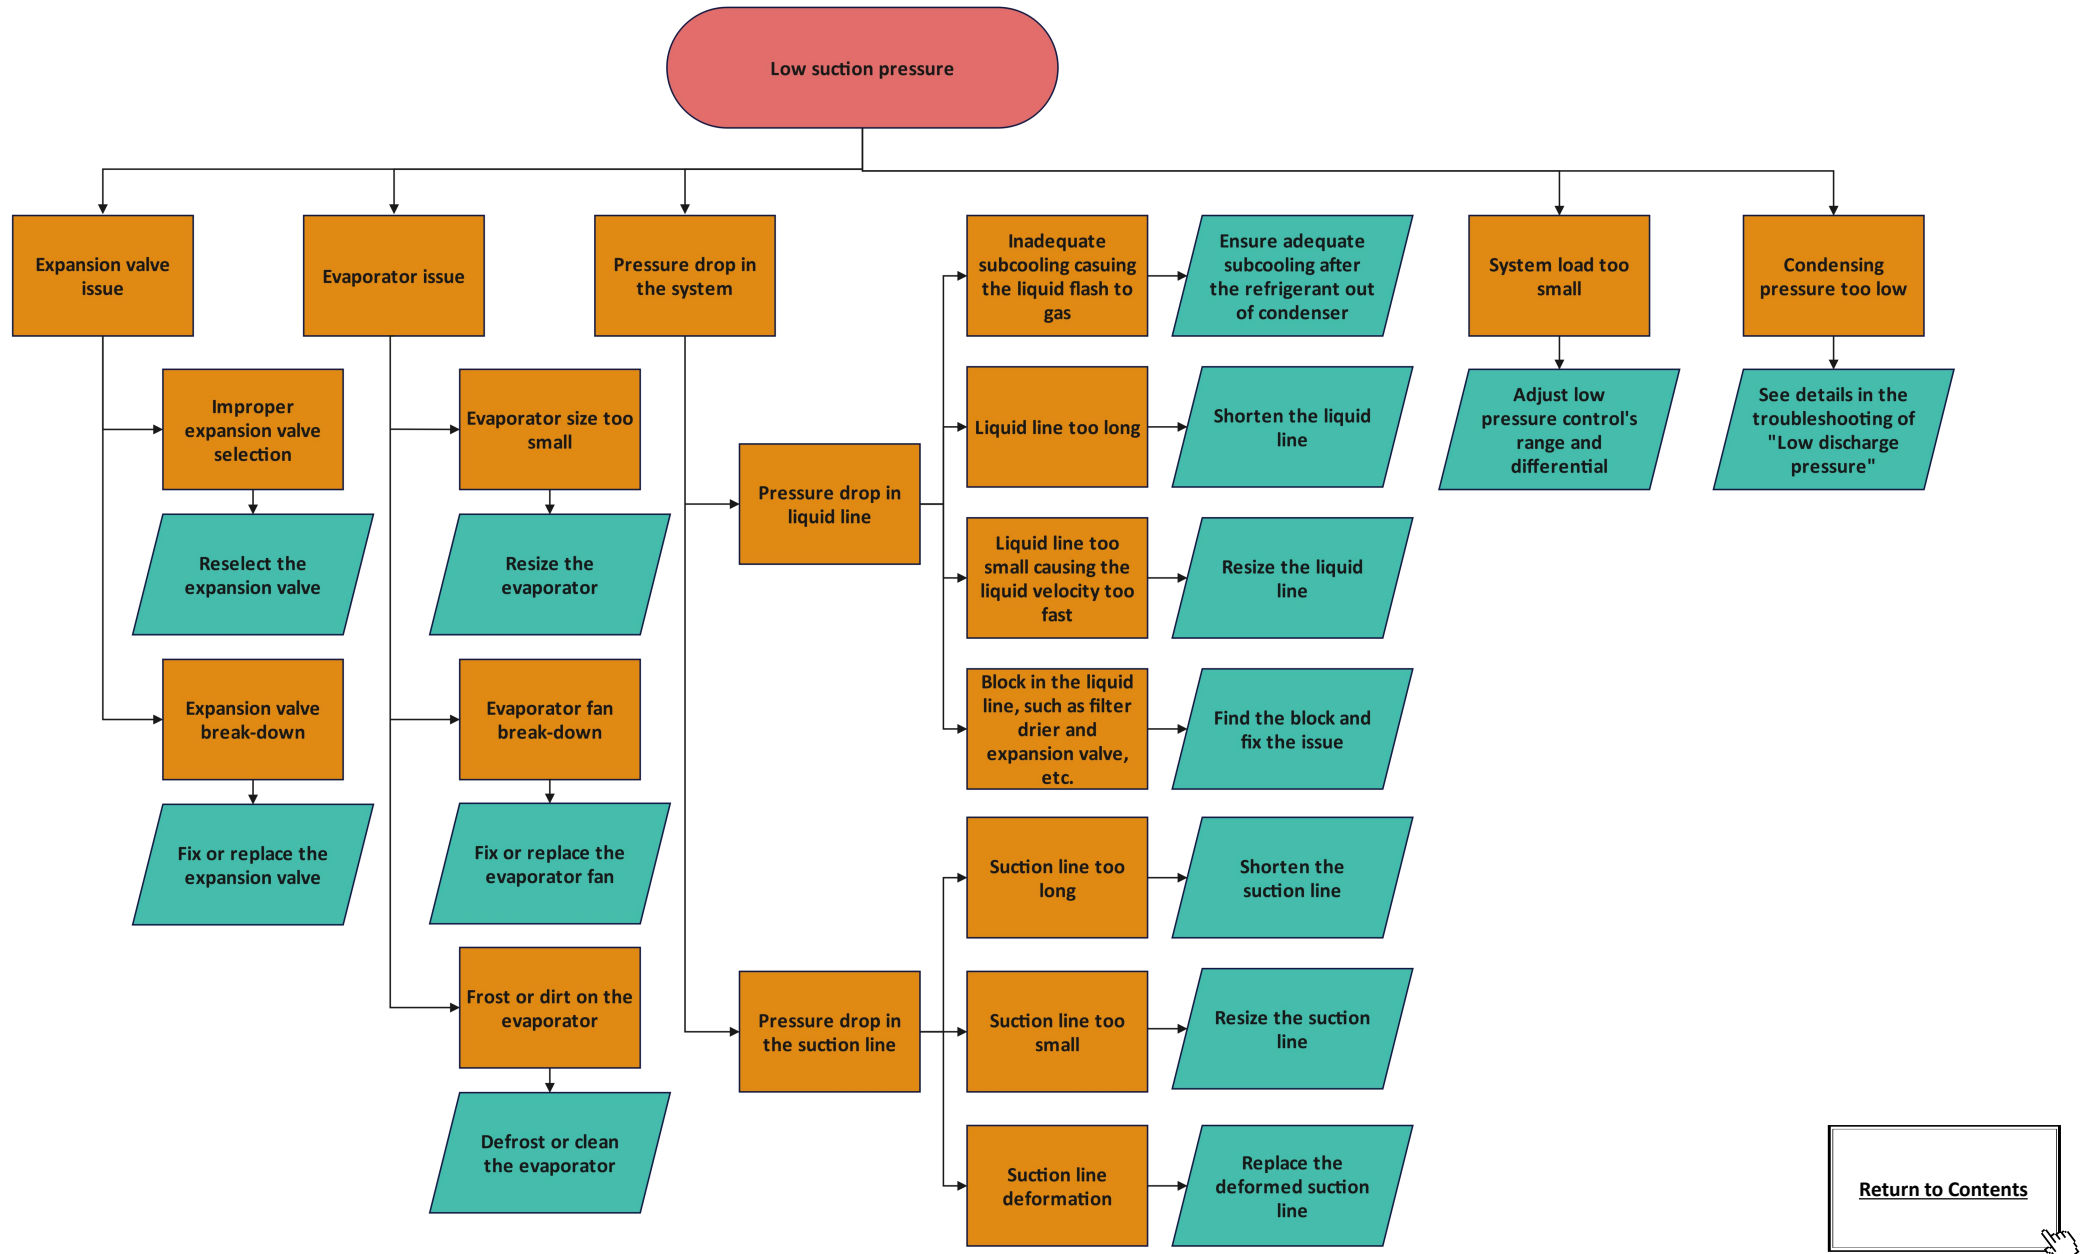 Low suction pressure
Expansion valve
issue
Improper
expansion valve
selection
Reselect the
expansion valve
Expansion valve
break-down
Fix or replace the
expansion valve
Evaporator issue
Evaporator size too
small
Resize the
evaporator
Evaporator fan
break-down
Fix or replace the
evaporator fan
Frost or dirt on the
evaporator
Defrost or clean
the evaporator
Pressure drop in
the system
Pressure drop in
liquid line
Inadequate
subcooling casuing
the liquid flash to
gas
Ensure adequate
subcooling after
the refrigerant out
of condenser
Liquid line too long
Shorten the liquid
line
Liquid line too
small causing the
liquid velocity too
fast
Resize the liquid
line
Block in the liquid
line, such as filter
drier and
expansion valve,
etc.
Find the block and
fix the issue
Pressure drop in
the suction line
Suction line too
long
Shorten the
suction line
Suction line too
small
Resize the suction
line
Suction line
deformation
Replace the
deformed suction
line
System load too
small
Adjust low
pressure control's
range and
differential
Condensing
pressure too low
See details in the
troubleshooting of
"Low discharge
pressure"
Return to Contents